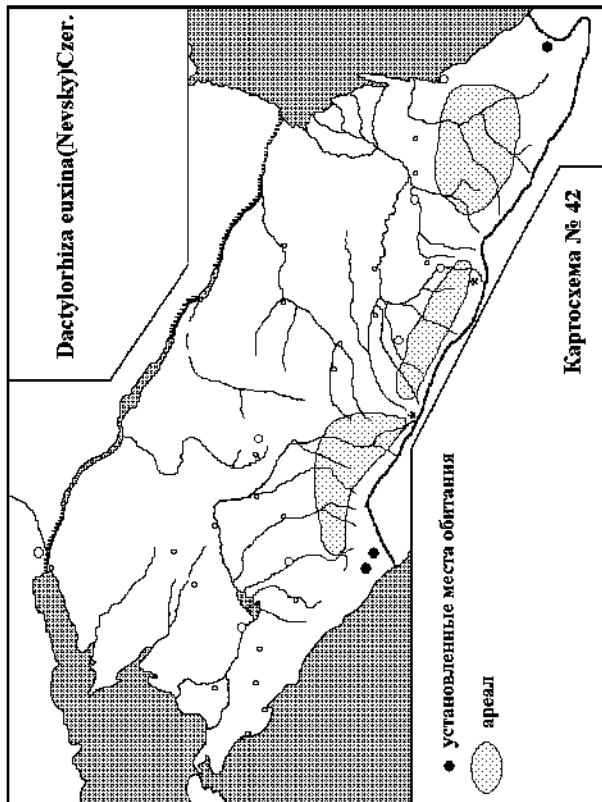 Dactylorhiza euxina(Nevsky)Czer.
Картосхема № 42
установленные места обитания
ареал